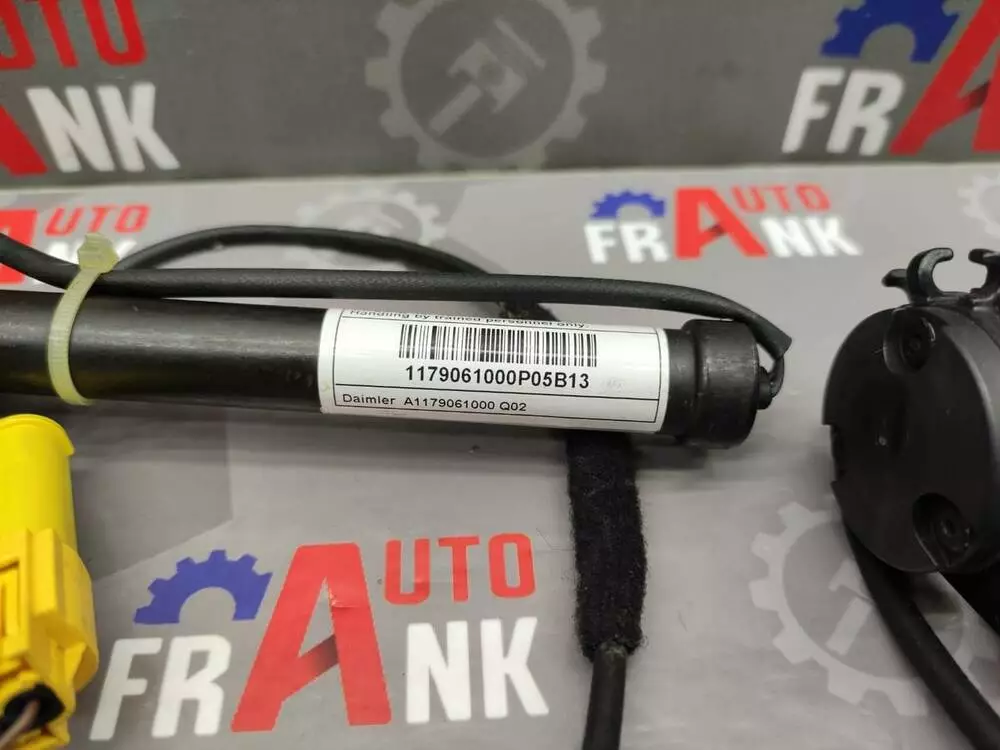 AUTO
FRANK
AUTO
FRANK
Handling by trained personnel only.
1179061000P05B13
Daimler A1179061000 Q02
AUTO
FRANK